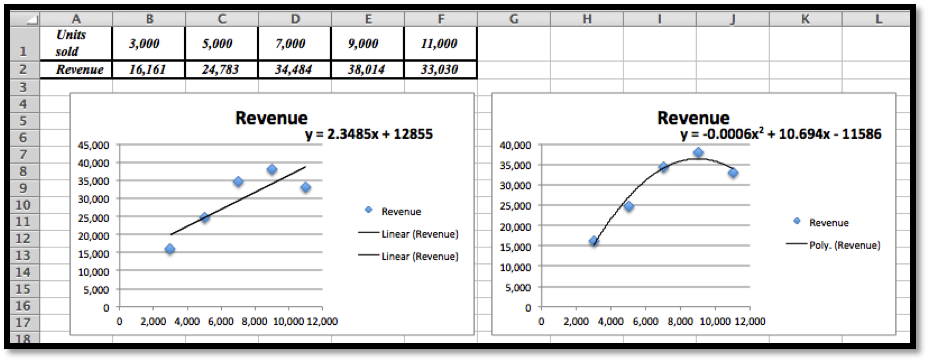 A B C D E F G H I J K L
1 Units sold 3,000 5,000 7,000 9,000 11,000
2 Revenue 16,161 24,783 34,484 38,014 33,030
3
4
5
6
7
8
9
10
11
12
13
14
15
16
17
18
Revenue
y = 2.3485x + 12855
45,000
40,000
35,000
30,000
25,000
20,000
15,000
10,000
5,000
0
0 2,000 4,000 6,000 8,000 10,000 12,000
Revenue
Linear (Revenue)
Linear (Revenue)
Revenue
y = -0.0006x² + 10.694x - 11586
40,000
35,000
30,000
25,000
20,000
15,000
10,000
5,000
0
0 2,000 4,000 6,000 8,000 10,000 12,000
Revenue
Poly. (Revenue)